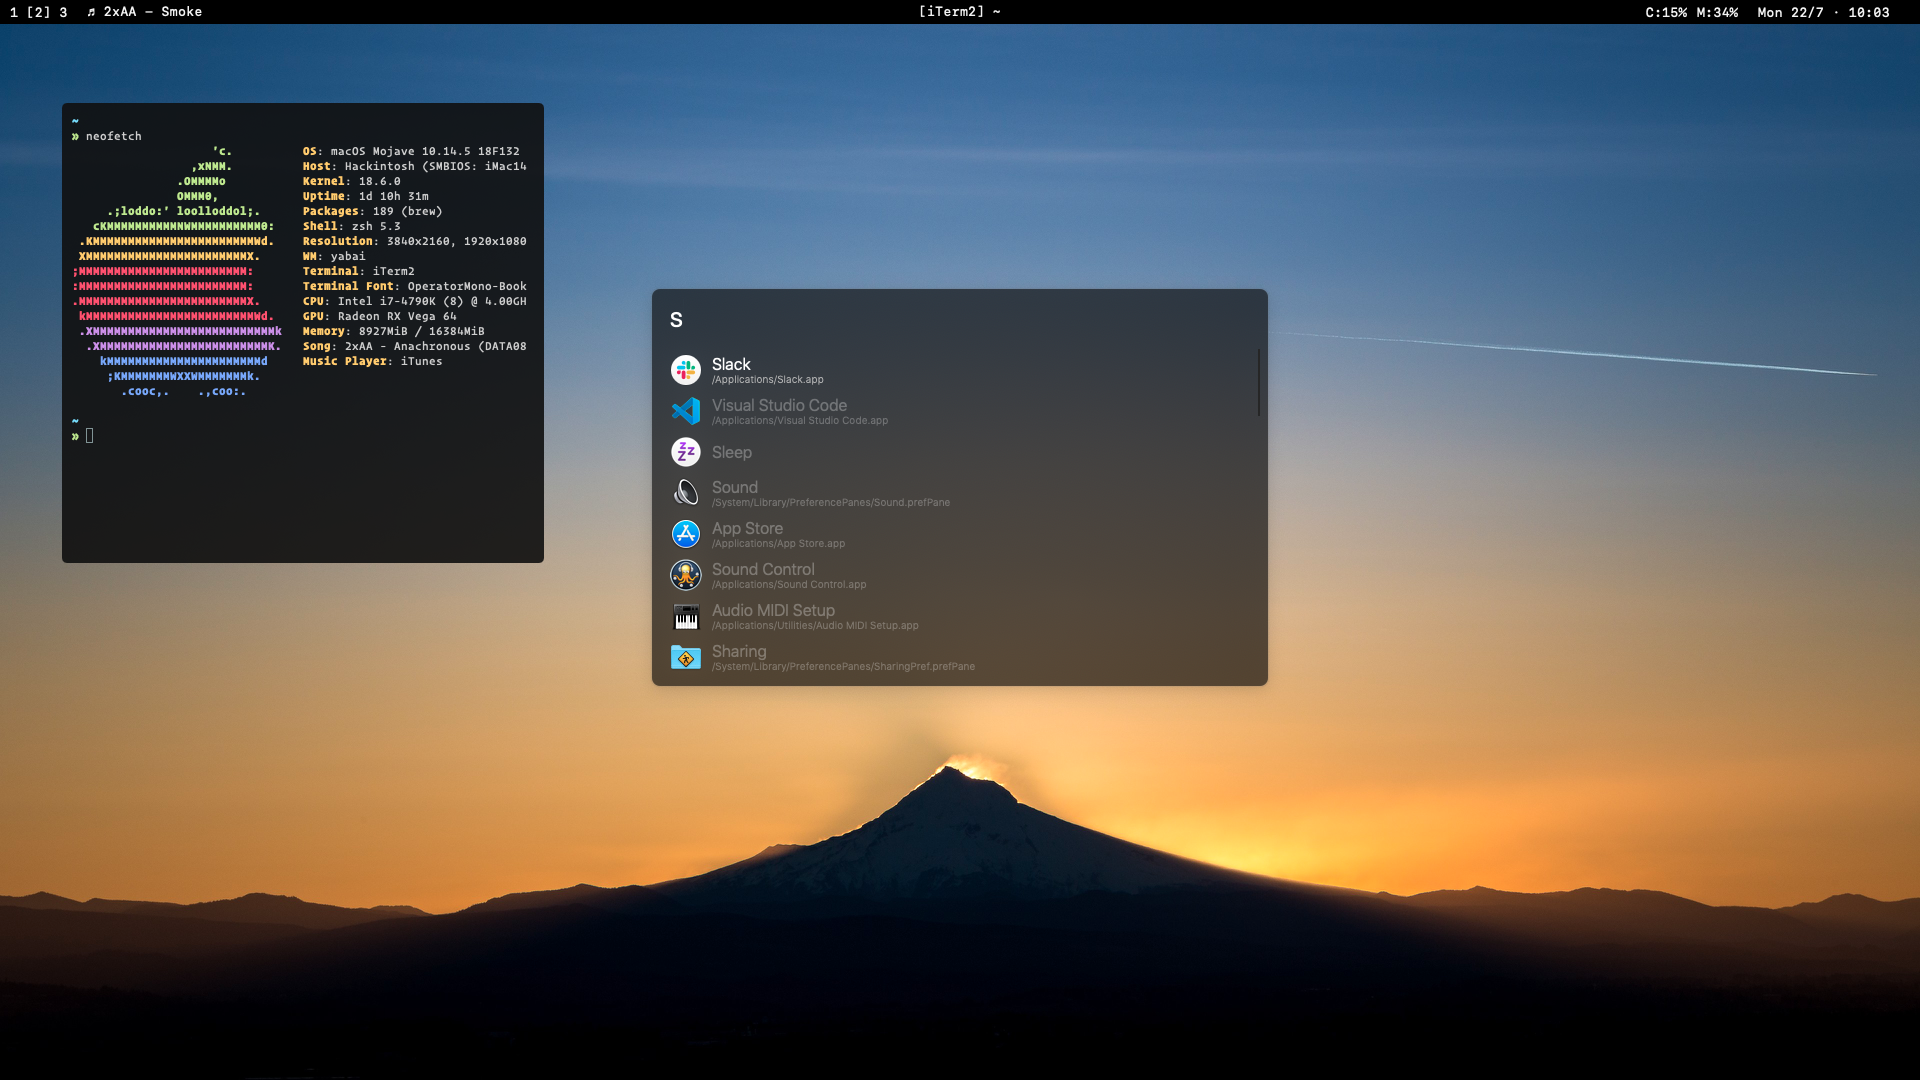 1 [2] 3 ♬ 2xAA – Smoke
[iTerm2] ~
C:15% M:34% Mon 22/7 · 10:03
~
» neofetch
'c.
,xNMM.
.OMMMMo
OMMM0,
.;loddo:' loolloddol;.
cKMMMMMMMMMMNWMMMMMMMMMM0:
.KMMMMMMMMMMMMMMMMMMMMMMMWd.
XMMMMMMMMMMMMMMMMMMMMMMMX.
;MMMMMMMMMMMMMMMMMMMMMMMM:
:MMMMMMMMMMMMMMMMMMMMMMMM:
.MMMMMMMMMMMMMMMMMMMMMMMMX.
kMMMMMMMMMMMMMMMMMMMMMMMMWd.
.XMMMMMMMMMMMMMMMMMMMMMMMMMMk
.XMMMMMMMMMMMMMMMMMMMMMMMMK.
kMMMMMMMMMMMMMMMMMMMMMMd
;KMMMMMMMWXXWMMMMMMMk.
.cooc,. .,coo:.
OS: macOS Mojave 10.14.5 18F132
Host: Hackintosh (SMBIOS: iMac14
Kernel: 18.6.0
Uptime: 1d 10h 31m
Packages: 189 (brew)
Shell: zsh 5.3
Resolution: 3840x2160, 1920x1080
WM: yabai
Terminal: iTerm2
Terminal Font: OperatorMono-Book
CPU: Intel i7-4790K (8) @ 4.00GH
GPU: Radeon RX Vega 64
Memory: 8927MiB / 16384MiB
Song: 2xAA - Anachronous (DATA08
Music Player: iTunes
~
»
S
Slack
/Applications/Slack.app
Visual Studio Code
/Applications/Visual Studio Code.app
Sleep
Sound
/System/Library/PreferencePanes/Sound.prefPane
App Store
/Applications/App Store.app
Sound Control
/Applications/Sound Control.app
Audio MIDI Setup
/Applications/Utilities/Audio MIDI Setup.app
Sharing
/System/Library/PreferencePanes/SharingPref.prefPane